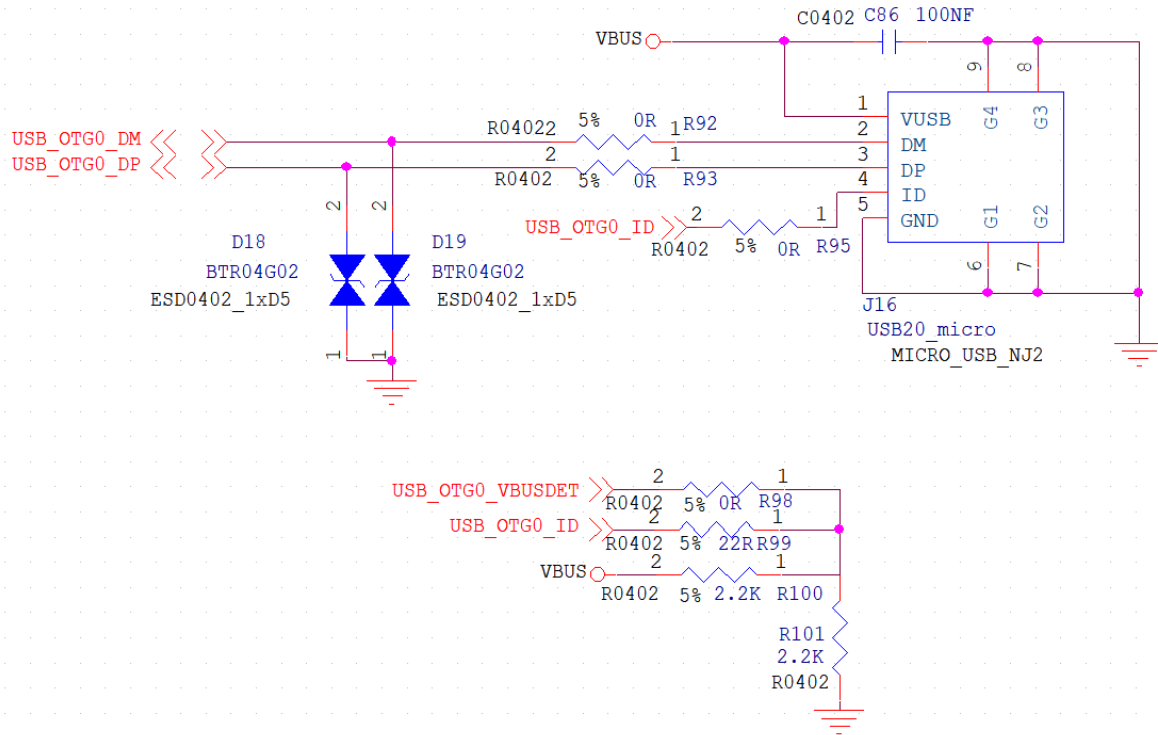 C0402 C86 100NF
VBUS
9 8
1 VUSB G4 G3
5% 0R 1 R92 2 DM
USB_OTG0_DM R04022
USB_OTG0_DP 2 1 3 DP
R0402 5% 0R R93 4 ID
USB_OTG0_ID 2 1 5 GND G1 G2
R0402 5% 0R R95
2 2
D18 D19
BTR04G02 BTR04G02
ESD0402_1xD5 ESD0402_1xD5
6 7
J16
USB20_micro
MICRO_USB_NJ2
1 1
USB_OTG0_VBUSDET 2 1
R0402 5% 0R R98
USB_OTG0_ID 2 1
R0402 5% 22R R99
VBUS 2 1
R0402 5% 2.2K R100
R101
2.2K
R0402